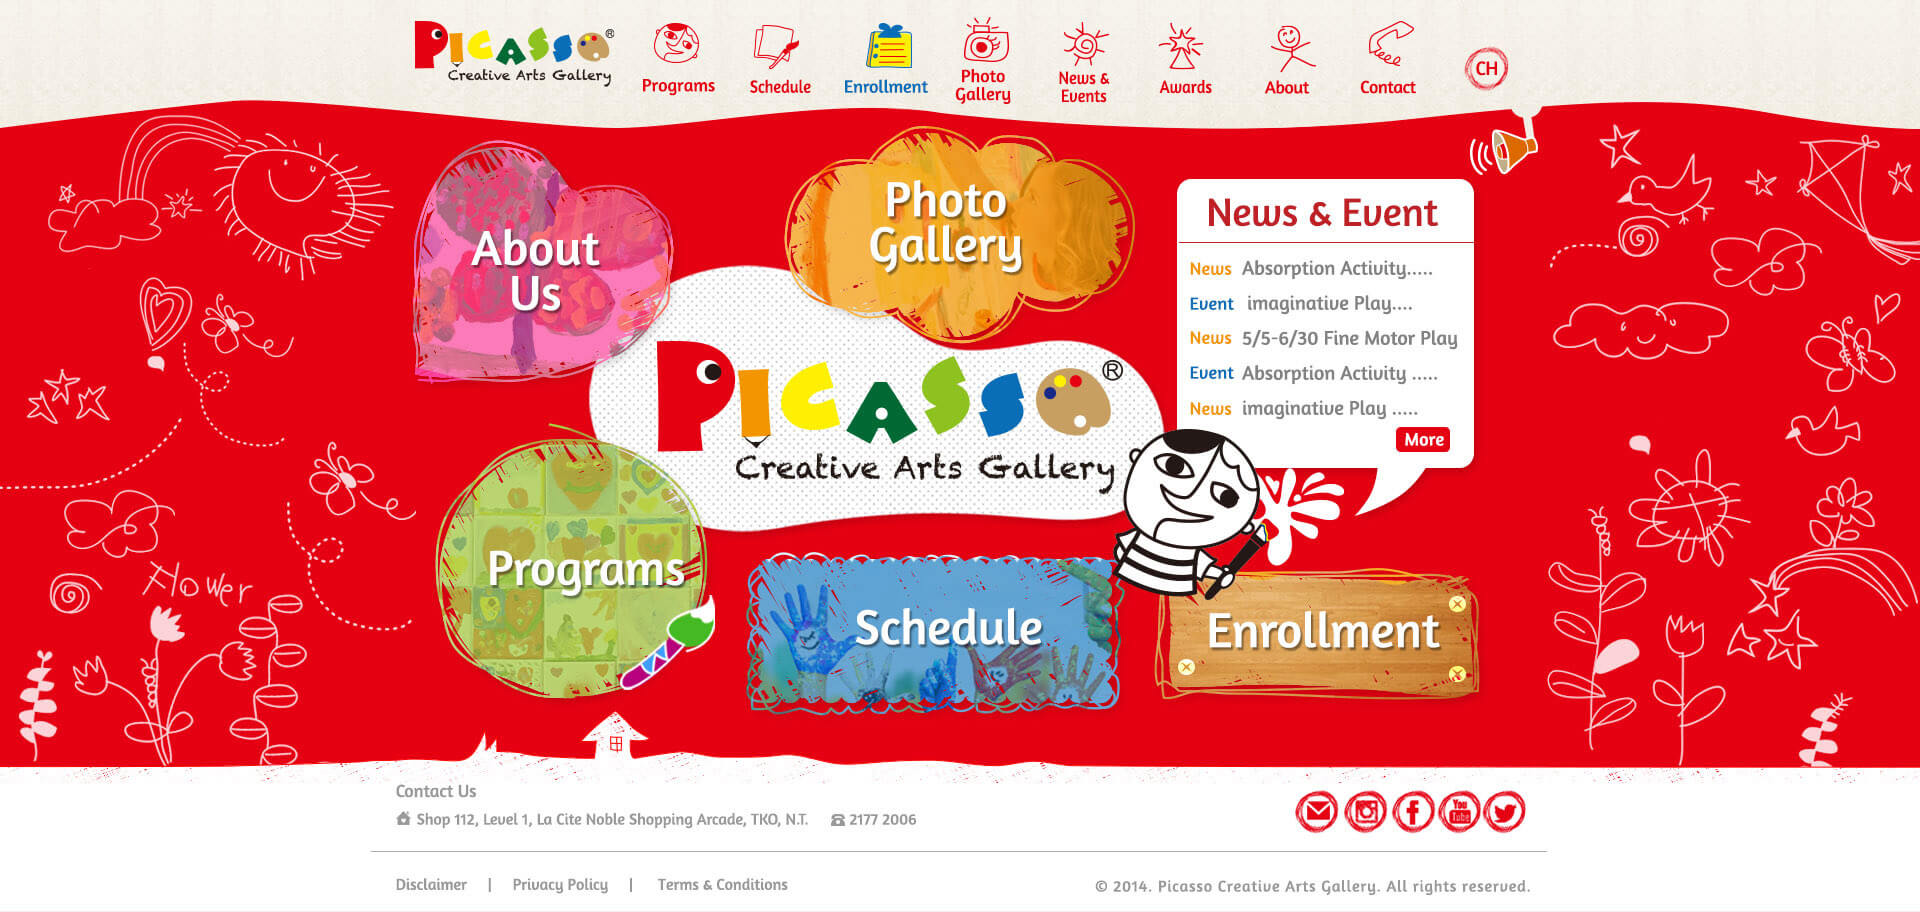 PICASSO®
Creative Arts Gallery
Programs
Schedule
Enrollment
Photo
Gallery
News &
Events
Awards
About
Contact
CH
About
Us
Photo
Gallery
News & Event
News Absorption Activity.....
Event imaginative Play....
News 5/5-6/30 Fine Motor Play
Event Absorption Activity .....
News imaginative Play .....
More
PICASSO®
Creative Arts Gallery
Programs
Schedule
Enrollment
Flower
Contact Us
Shop 112, Level 1, La Cite Noble Shopping Arcade, TKO, N.T. 2177 2006
You
Tube
Disclaimer | Privacy Policy | Terms & Conditions
© 2014. Picasso Creative Arts Gallery. All rights reserved.